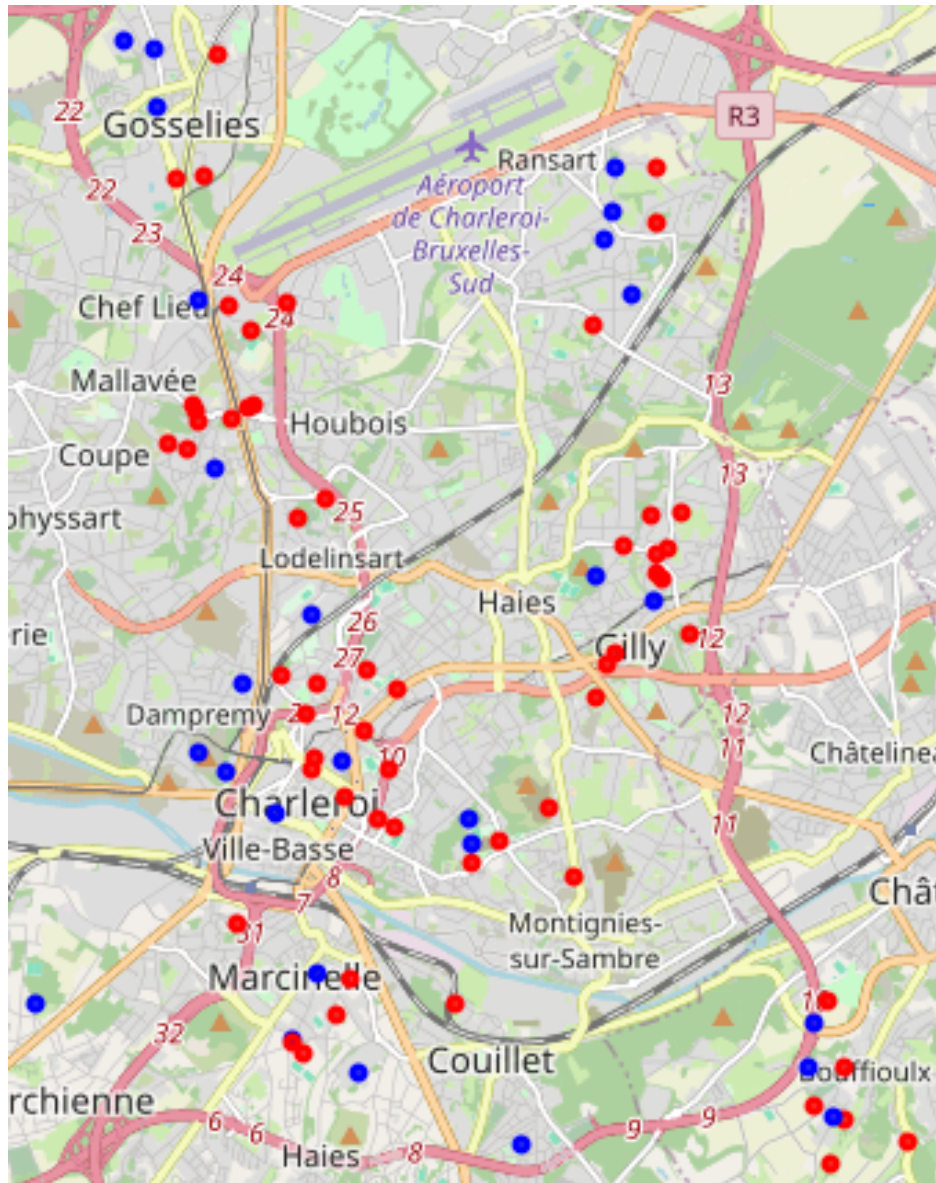 22
Gosselies
R3
Ransart
Aéroport
de Charleroi-
Bruxelles-
Sud
22
23
24
Chef Lieu
24
Mallavée
13
Houbois
Coupe
13
25
physsart
Lodelinsart
Haies
26
rie
Gilly
12
27
Dampremy
2
12
12
11
10
Châtelinea
Charleroi
11
Ville-Basse
8
7
Chât
31
Montignies-
sur-Sambre
Marcinelle
10
32
Couillet
Bouffioulx
rchienne
6
6
9
9
8
Haies